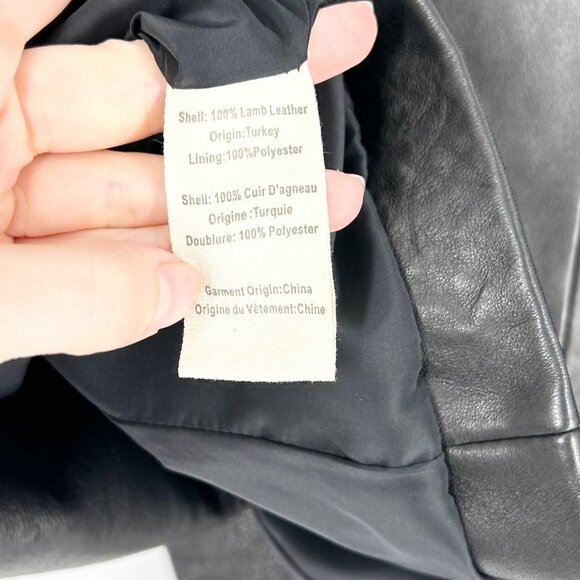 Shell: 100% Lamb Leather
Origin:Turkey
Lining:100%Polyester
Shell: 100% Cuir D'agneau
Origine :Turquie
Doublure: 100% Polyester
Garment Origin:China
Origine du Vêtement:Chine